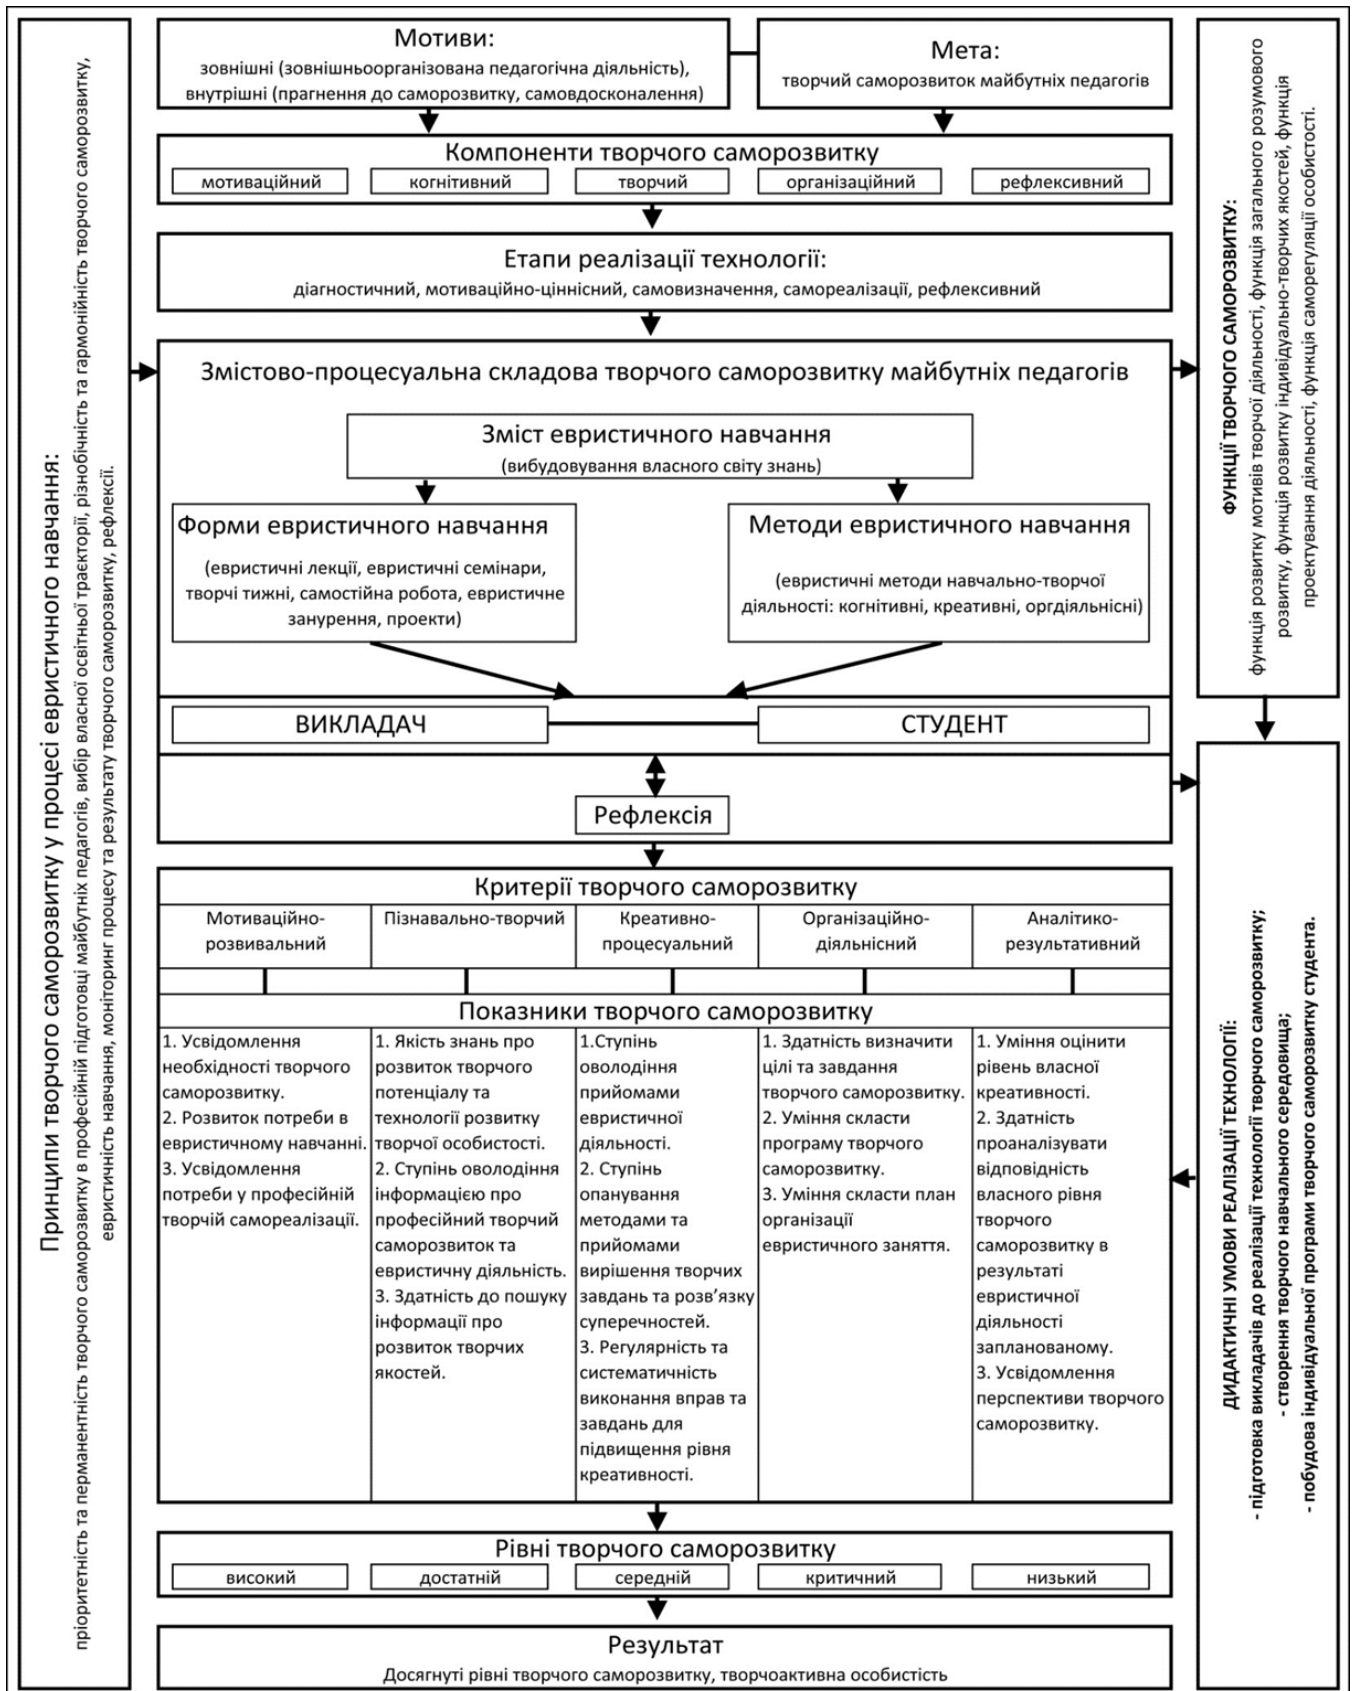 Принципи творчого саморозвитку у процесі евристичного навчання:
пріоритетність та перманентність творчого саморозвитку в професійній підготовці майбутніх педагогів, вибір власної освітньої траєкторії, різнобічність та гармонійність творчого саморозвитку,
евристичність навчання, моніторинг процесу та результату творчого саморозвитку, рефлексії.
Мотиви:
зовнішні (зовнішньоорганізована педагогічна діяльність),
внутрішні (прагнення до саморозвитку, самовдосконалення)
Мета:
творчий саморозвиток майбутніх педагогів
Компоненти творчого саморозвитку
мотиваційний
когнітивний
творчий
організаційний
рефлексивний
Етапи реалізації технології:
діагностичний, мотиваційно-ціннісний, самовизначення, самореалізації, рефлексивний
Змістово-процесуальна складова творчого саморозвитку майбутніх педагогів
Зміст евристичного навчання
(вибудовування власного світу знань)
Форми евристичного навчання
(евристичні лекції, евристичні семінари,
творчі тижні, самостійна робота, евристичне
занурення, проекти)
Методи евристичного навчання
(евристичні методи навчально-творчої
діяльності: когнітивні, креативні, оргдіяльнісні)
ВИКЛАДАЧ
СТУДЕНТ
Рефлексія
Критерії творчого саморозвитку
Мотиваційно-
розвивальний
Пізнавально-творчий
Креативно-
процесуальний
Організаційно-
діяльнісний
Аналітико-
результативний
Показники творчого саморозвитку
1. Усвідомлення
необхідності творчого
саморозвитку.
2. Розвиток потреби в
евристичному навчанні.
3. Усвідомлення
потреби у професійній
творчій самореалізації.
1. Якість знань про
розвиток творчого
потенціалу та
технології розвитку
творчої особистості.
2. Ступінь оволодіння
інформацією про
професійний творчий
саморозвиток та
евристичну діяльність.
3. Здатність до пошуку
інформації про
розвиток творчих
якостей.
1.Ступінь
оволодіння
прийомами
евристичної
діяльності.
2. Ступінь
опанування
методами та
прийомами
вирішення творчих
завдань та розв’язку
суперечностей.
3. Регулярність та
систематичність
виконання вправ та
завдань для
підвищення рівня
креативності.
1. Здатність визначити
цілі та завдання
творчого саморозвитку.
2. Уміння скласти
програму творчого
саморозвитку.
3. Уміння скласти план
організації
евристичного заняття.
1. Уміння оцінити
рівень власної
креативності.
2. Здатність
проаналізувати
відповідність
власного рівня
творчого
саморозвитку в
результаті
евристичної
діяльності
запланованому.
3. Усвідомлення
перспективи творчого
саморозвитку.
Рівні творчого саморозвитку
високий
достатній
середній
критичний
низький
Результат
Досягнуті рівні творчого саморозвитку, творчоактивна особистість
ФУНКЦІЇ ТВОРЧОГО САМОРОЗВИТКУ:
функція розвитку мотивів творчої діяльності, функція загального розумового
розвитку, функція розвитку індивідуально-творчих якостей, функція
проектування діяльності, функція саморегуляції особистості.
ДИДАКТИЧНІ УМОВИ РЕАЛІЗАЦІЇ ТЕХНОЛОГІЇ:
- підготовка викладачів до реалізації технології творчого саморозвитку;
- створення творчого навчального середовища;
- побудова індивідуальної програми творчого саморозвитку студента.